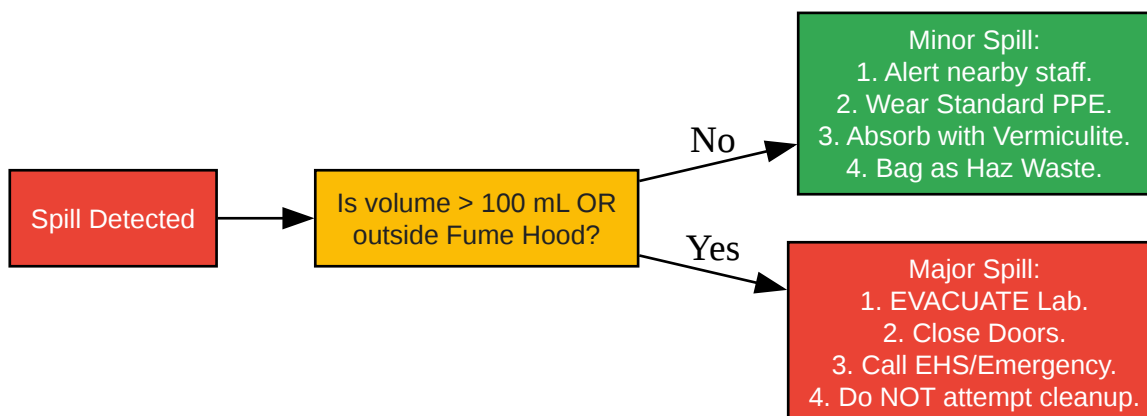 Spill Detected
Is volume > 100 mL OR
outside Fume Hood?
No
Minor Spill:
1. Alert nearby staff.
2. Wear Standard PPE.
3. Absorb with Vermiculite.
4. Bag as Haz Waste.
Yes
Major Spill:
1. EVACUATE Lab.
2. Close Doors.
3. Call EHS/Emergency.
4. Do NOT attempt cleanup.